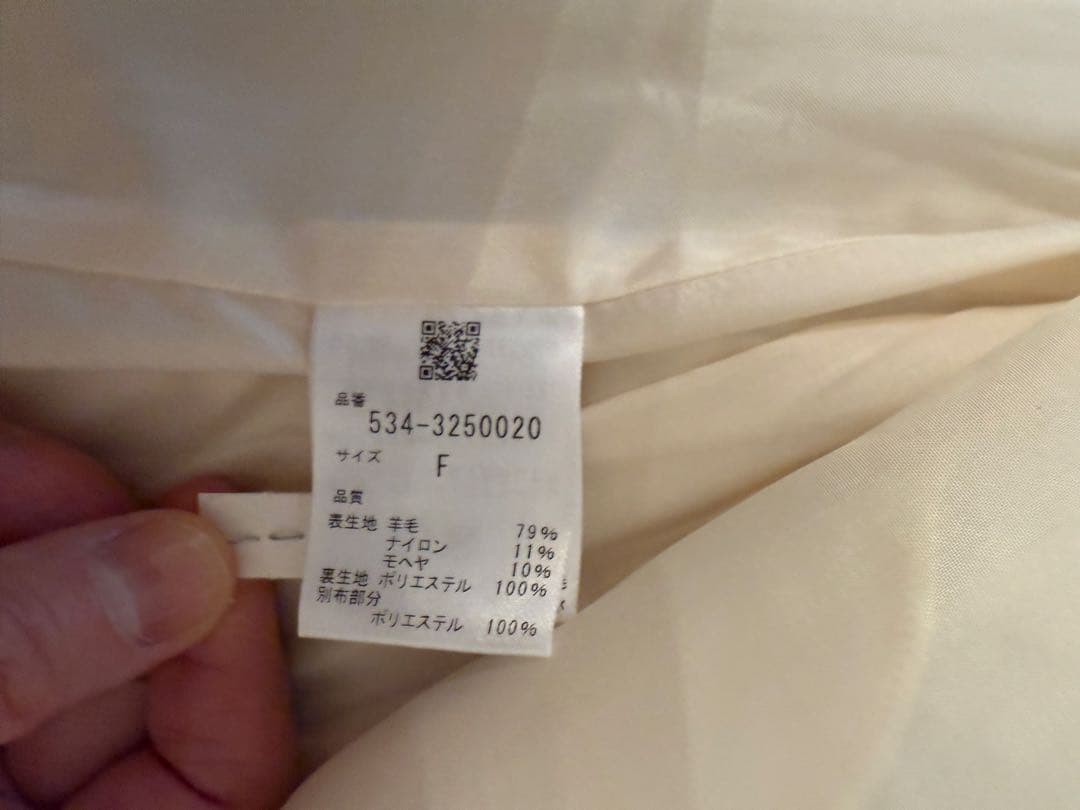 品番
534-3250020
サイズ F
品質
表生地 羊毛 79%
ナイロン 11%
モヘヤ 10%
裏生地 ポリエステル 100%
別布部分
ポリエステル 100%